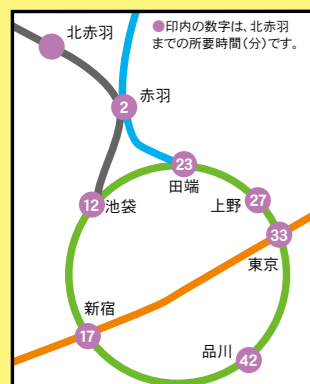 ●印内の数字は、北赤羽
までの所要時間(分)です。
北赤羽
2
赤羽
23
田端
12
池袋
27
上野
33
東京
新宿
17
品川
42